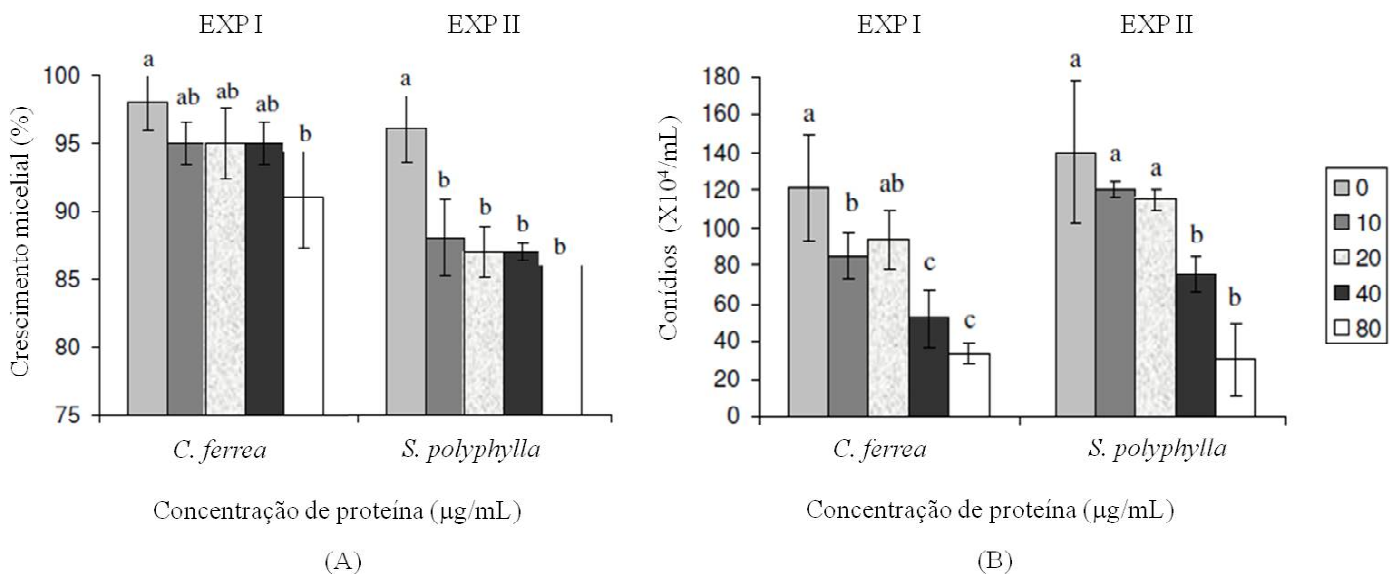 EXP I
EXP II
a
ab
ab
ab
b
a
b
b
b
b
100
95
90
85
80
75
Crescimento micelial (%)
C. ferrea
S. polyphylla
Concentração de proteína (µg/mL)
(A)
EXP I
EXP II
a
b
ab
c
c
a
a
a
b
b
180
160
140
120
100
80
60
40
20
0
Conídios (X10⁴/mL)
C. ferrea
S. polyphylla
Concentração de proteína (µg/mL)
(B)
0
10
20
40
80